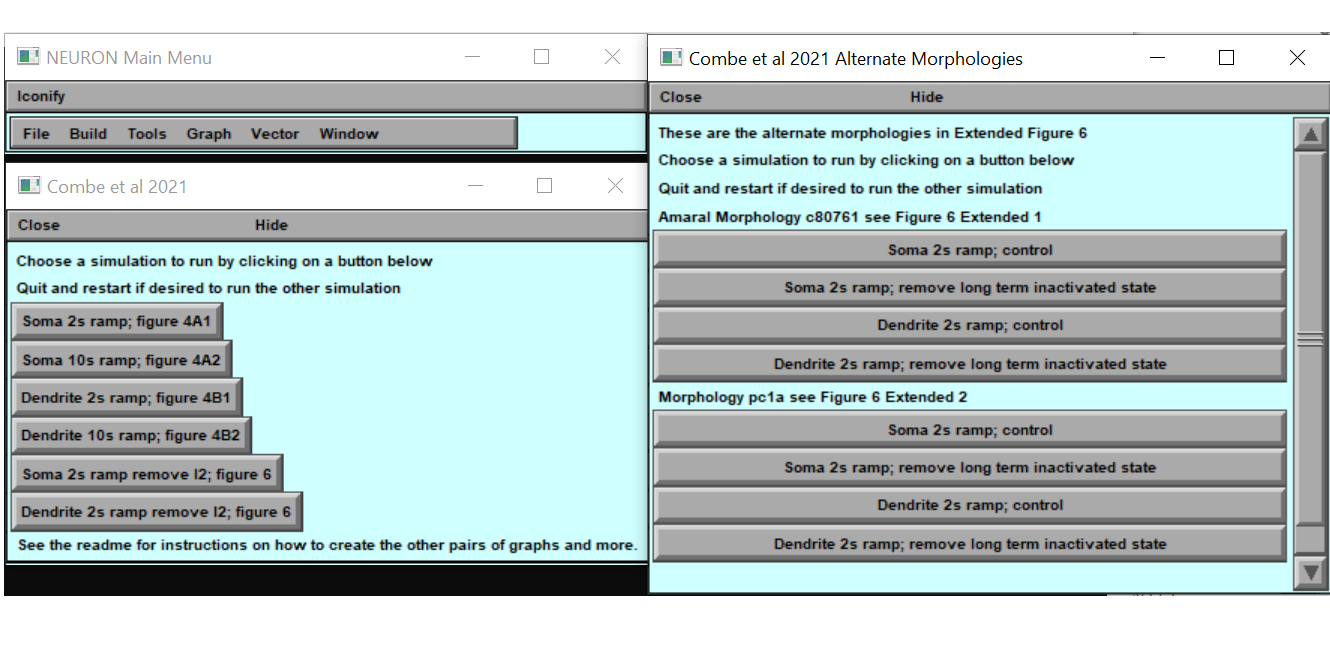 NEURON Main Menu
Iconify
File Build Tools Graph Vector Window
Combe et al 2021
Close Hide
Choose a simulation to run by clicking on a button below
Quit and restart if desired to run the other simulation
Soma 2s ramp; figure 4A1
Soma 10s ramp; figure 4A2
Dendrite 2s ramp; figure 4B1
Dendrite 10s ramp; figure 4B2
Soma 2s ramp remove I2; figure 6
Dendrite 2s ramp remove I2; figure 6
See the readme for instructions on how to create the other pairs of graphs and more.
Combe et al 2021 Alternate Morphologies
Close Hide
These are the alternate morphologies in Extended Figure 6
Choose a simulation to run by clicking on a button below
Quit and restart if desired to run the other simulation
Amaral Morphology c80761 see Figure 6 Extended 1
Soma 2s ramp; control
Soma 2s ramp; remove long term inactivated state
Dendrite 2s ramp; control
Dendrite 2s ramp; remove long term inactivated state
Morphology pc1a see Figure 6 Extended 2
Soma 2s ramp; control
Soma 2s ramp; remove long term inactivated state
Dendrite 2s ramp; control
Dendrite 2s ramp; remove long term inactivated state